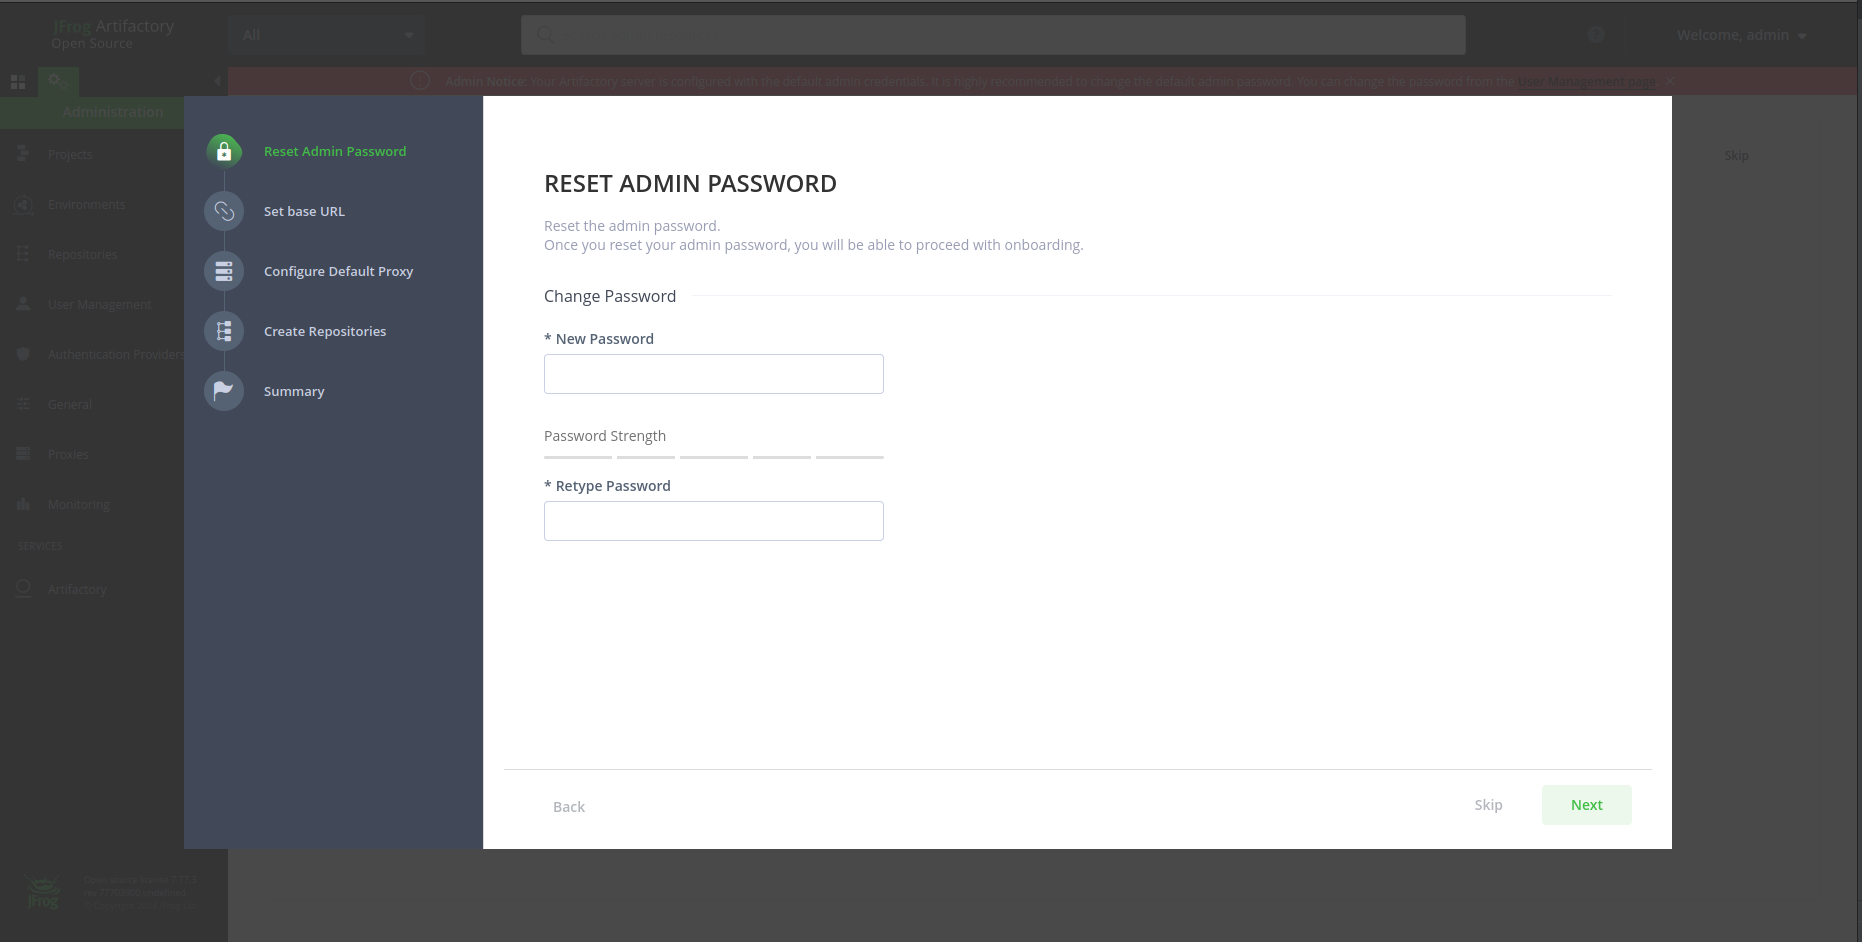 JFrog Artifactory
Open Source
All
Welcome, admin
Admin Notice: Your Artifactory server is configured with the default admin credentials. It is highly recommended to change the default admin password. You can change the password from the User Management page.
Administration
Projects
Environments
Repositories
User Management
Authentication Providers
General
Proxies
Monitoring
SERVICES
Artifactory
JFrog
Reset Admin Password
Set base URL
Configure Default Proxy
Create Repositories
Summary
RESET ADMIN PASSWORD
Reset the admin password.
Once you reset your admin password, you will be able to proceed with onboarding.
Change Password
* New Password
Password Strength
* Retype Password
Back
Skip
Next
Skip